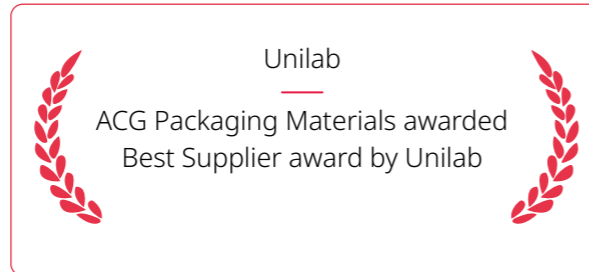 Unilab
ACG Packaging Materials awarded
Best Supplier award by Unilab